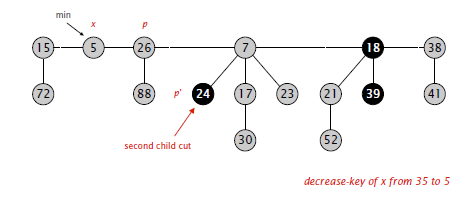 min
x
p
15 5 26 7 18 38
72 88 p' 24 17 23 21 39 41
second child cut
30 52
decrease-key of x from 35 to 5